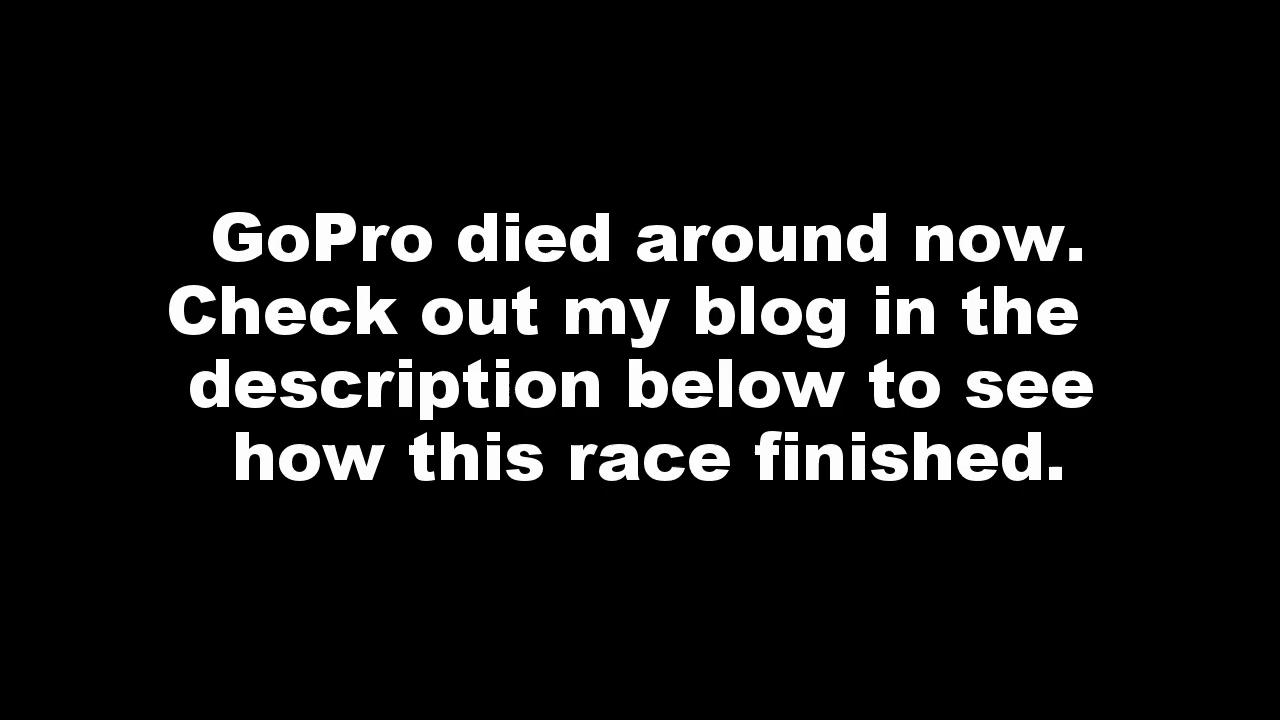 GoPro died around now.
Check out my blog in the
description below to see
how this race finished.